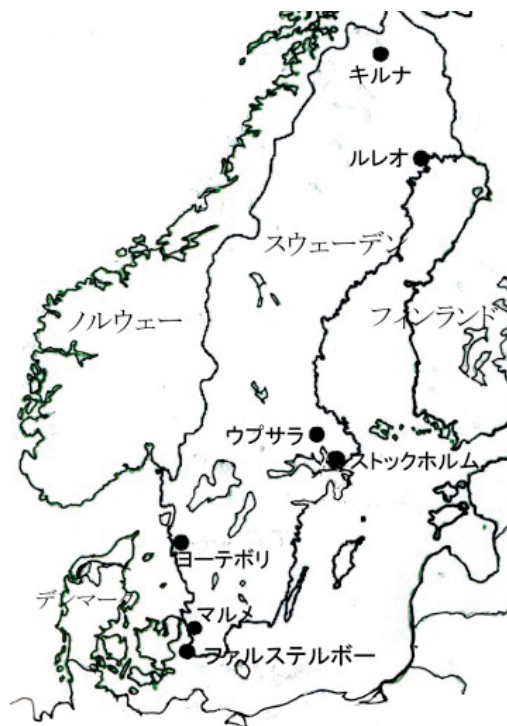 キルナ
ルレオ
スウェーデン
ノルウェー
フィンランド
ウプサラ
ストックホルム
ヨーテボリ
デンマーク
マルメ
ファルステルボー